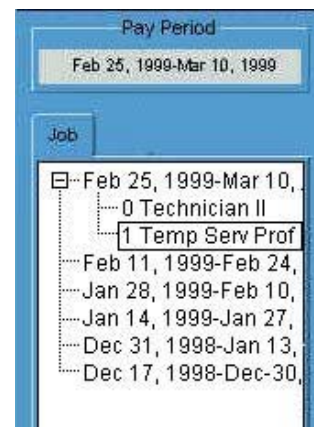 Pay Period
Feb 25, 1999-Mar 10, 1999
Job
Feb 25, 1999-Mar 10,
0 Technician II
1 Temp Serv Prof
Feb 11, 1999-Feb 24,
Jan 28, 1999-Feb 10,
Jan 14, 1999-Jan 27,
Dec 31, 1998-Jan 13,
Dec 17, 1998-Dec-30,